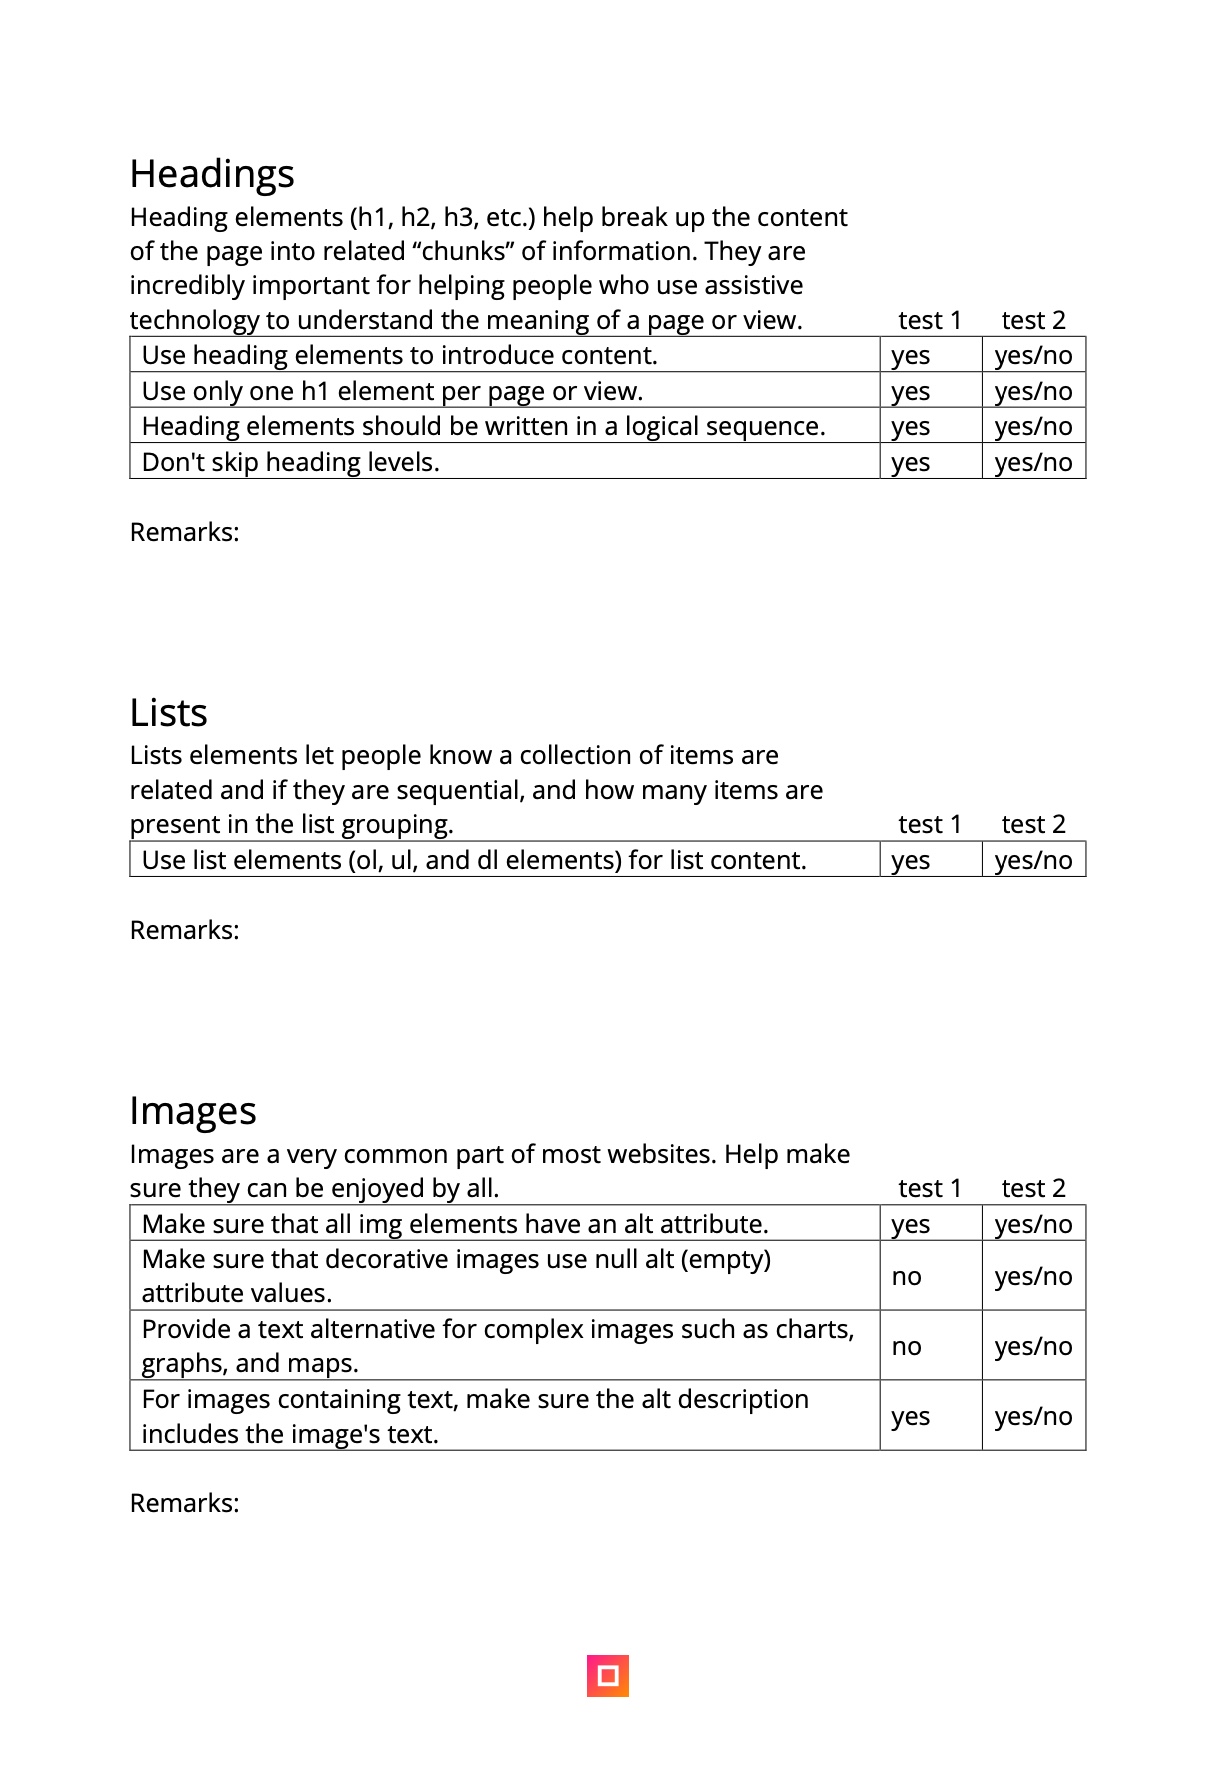 Headings
Heading elements (h1, h2, h3, etc.) help break up the content
of the page into related “chunks” of information. They are
incredibly important for helping people who use assistive
technology to understand the meaning of a page or view. test 1 test 2
Use heading elements to introduce content. yes yes/no
Use only one h1 element per page or view. yes yes/no
Heading elements should be written in a logical sequence. yes yes/no
Don't skip heading levels. yes yes/no
Remarks:
Lists
Lists elements let people know a collection of items are
related and if they are sequential, and how many items are
present in the list grouping. test 1 test 2
Use list elements (ol, ul, and dl elements) for list content. yes yes/no
Remarks:
Images
Images are a very common part of most websites. Help make
sure they can be enjoyed by all. test 1 test 2
Make sure that all img elements have an alt attribute. yes yes/no
Make sure that decorative images use null alt (empty)
attribute values. no yes/no
Provide a text alternative for complex images such as charts,
graphs, and maps. no yes/no
For images containing text, make sure the alt description
includes the image's text. yes yes/no
Remarks: